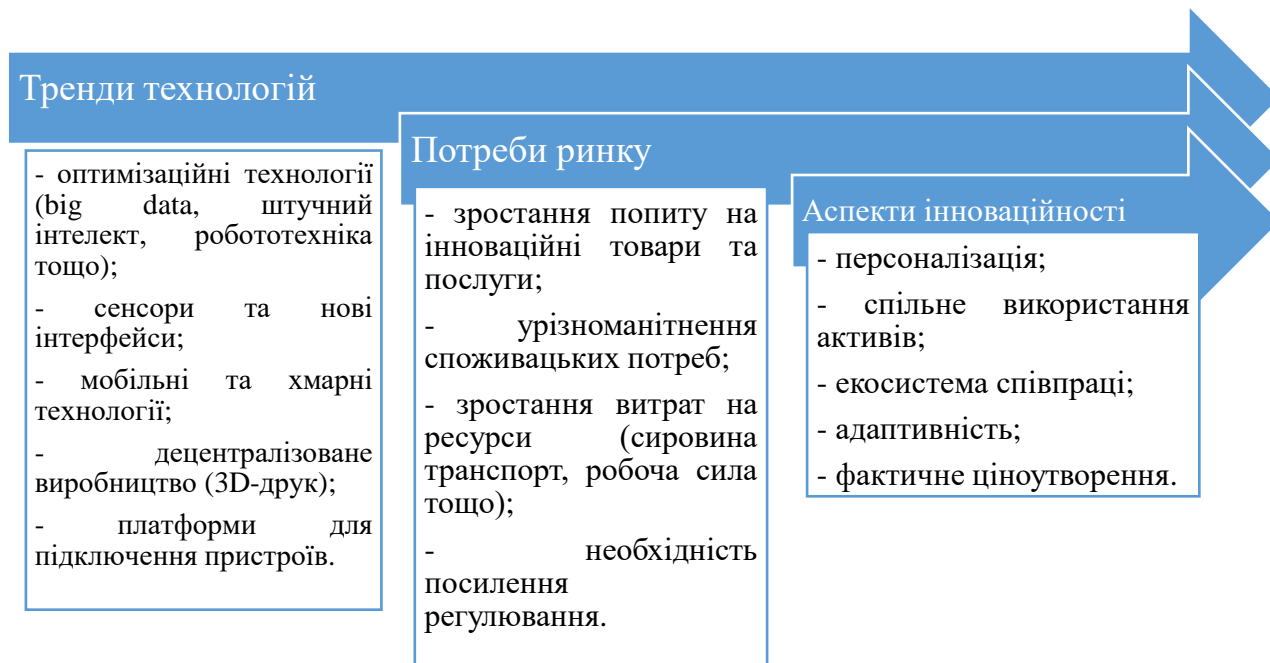 Тренди технологій
- оптимізаційні технології
(big data, штучний
інтелект, робототехніка
тощо);
- сенсори та нові
інтерфейси;
- мобільні та хмарні
технології;
- децентралізоване
виробництво (3D-друк);
- платформи для
підключення пристроїв.
Потреби ринку
- зростання попиту на
інноваційні товари та
послуги;
- урізноманітнення
споживацьких потреб;
- зростання витрат на
ресурси (сировина
транспорт, робоча сила
тощо);
- необхідність
посилення
регулювання.
Аспекти інноваційності
- персоналізація;
- спільне використання
активів;
- екосистема співпраці;
- адаптивність;
- фактичне ціноутворення.